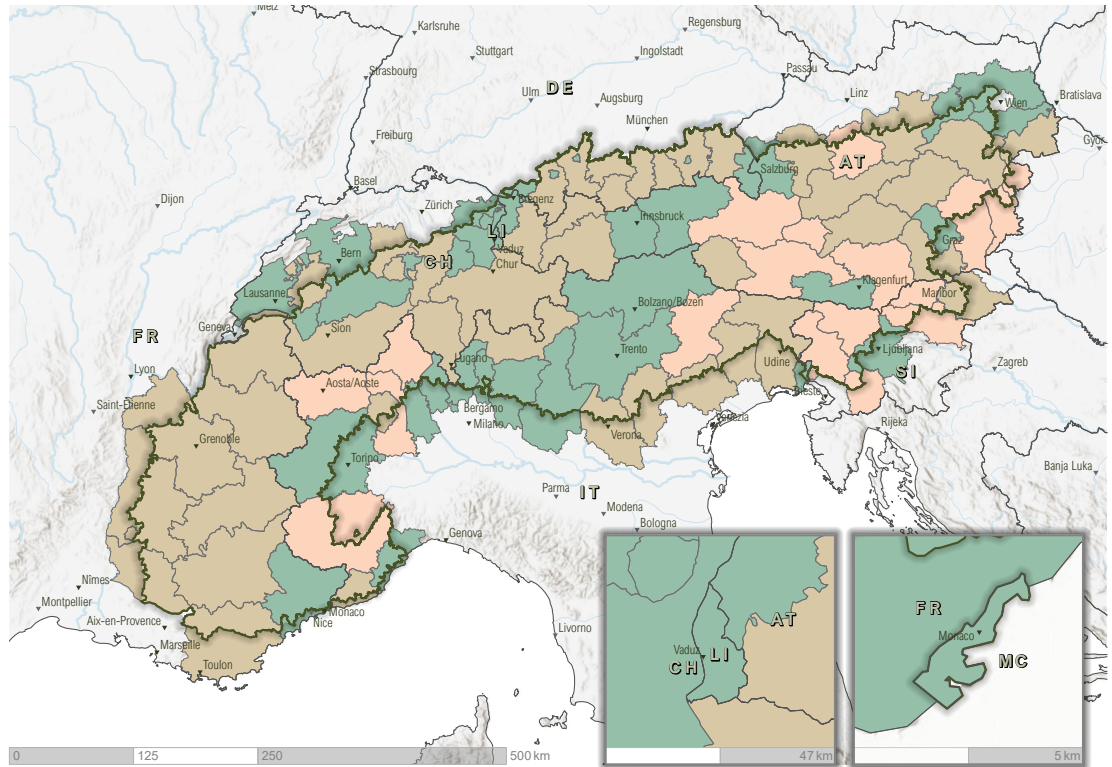 Metz
Karlsruhe
Regensburg
Stuttgart
Ingolstadt
Strasbourg
Passau
DE
Ulm
Augsburg
Linz
Wien
Bratislava
München
Freiburg
Györ
AT
Salzburg
Basel
Dijon
Zürich
Bregenz
Innsbruck
LI
Bern
Vaduz
Graz
CH
Chur
Klagenfurt
Lausanne
Maribor
Bolzano/Bozen
Geneva
Sion
FR
Ljubljana
Trento
Lugano
Udine
Zagreb
Lyon
SI
Aosta/Aoste
Trieste
Saint-Etienne
Bergamo
Milano
Venezia
Rijeka
Verona
Grenoble
Torino
Banja Luka
Parma
IT
Modena
Bologna
Genova
Nîmes
Montpellier
Monaco
Nice
Aix-en-Provence
Livorno
Marseille
Toulon
AT
Vaduz
LI
CH
FR
Monaco
MC
0 125 250 500 km
47 km
5 km